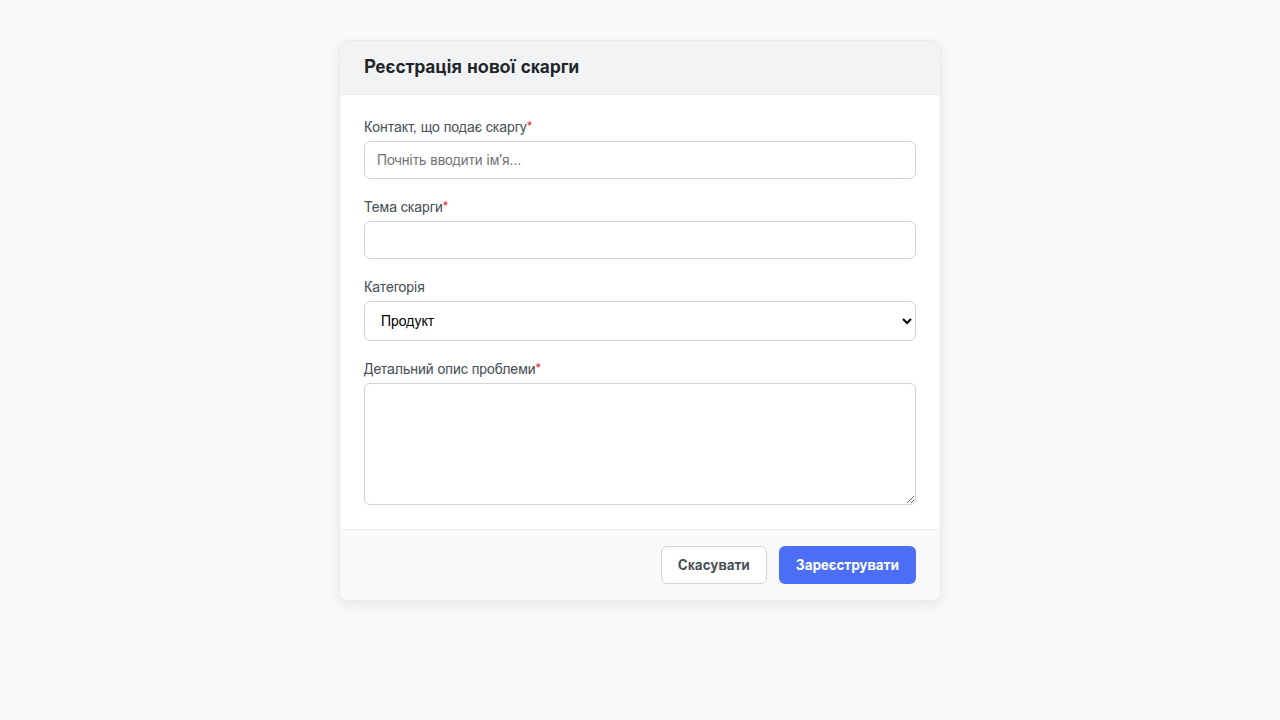 Реєстрація нової скарги
Контакт, що подає скаргу*
Почніть вводити ім'я...
Тема скарги*
Категорія
Продукт
Детальний опис проблеми*
Скасувати
Зареєструвати